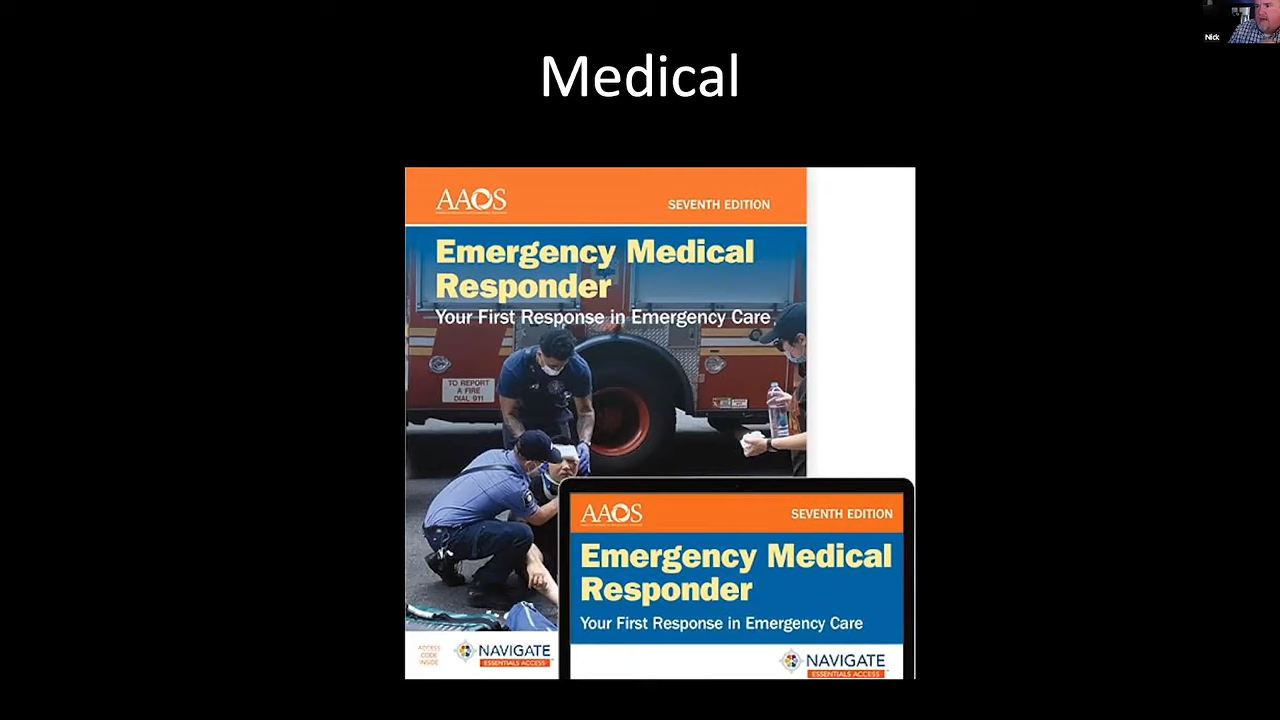 Nick
Medical
AAOS
SEVENTH EDITION
Emergency Medical
Responder
Your First Response in Emergency Care
TO REPORT
A FIRE
DIAL 911
ACCESS
CODE
INSIDE
NAVIGATE
ESSENTIALS ACCESS
AAOS
SEVENTH EDITION
Emergency Medical
Responder
Your First Response in Emergency Care
NAVIGATE
ESSENTIALS ACCESS